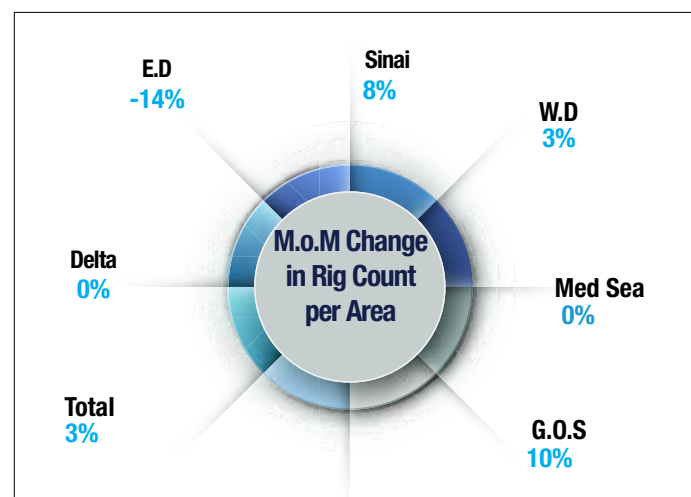 E.D
-14%
Sinai
8%
W.D
3%
Delta
0%
M.o.M Change
in Rig Count
per Area
Med Sea
0%
Total
3%
G.O.S
10%